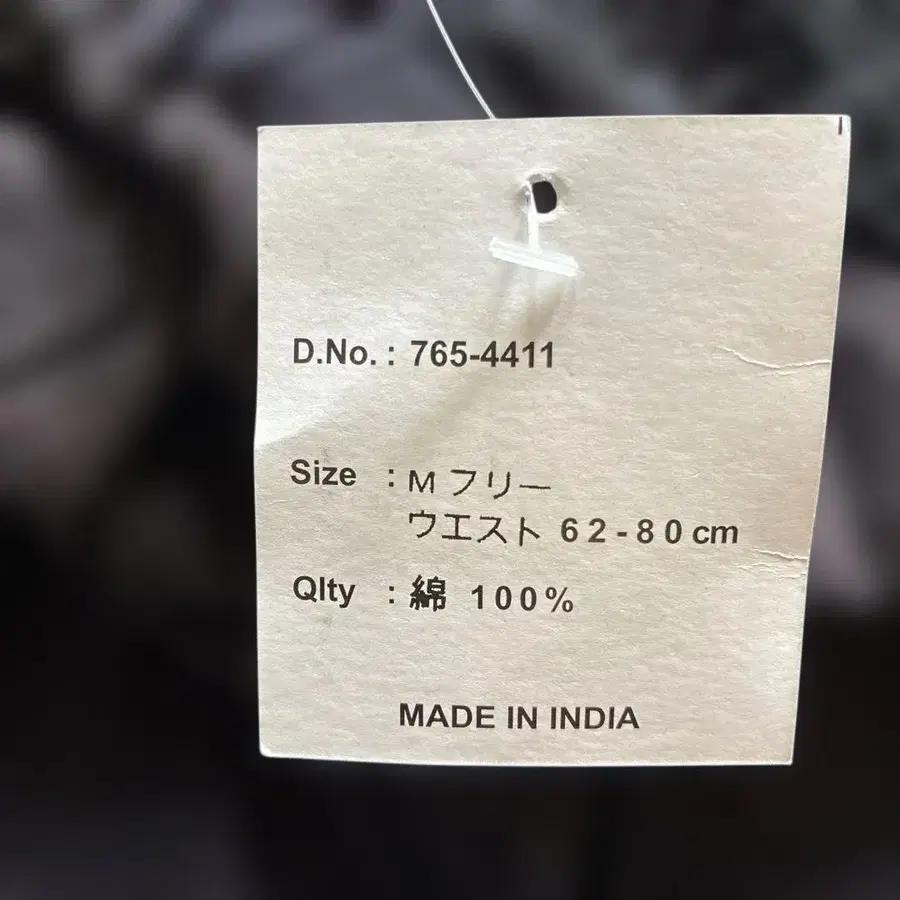 D.No. : 765-4411
Size : M フリー
ウエスト 62-80cm
Qlty : 綿 100%
MADE IN INDIA